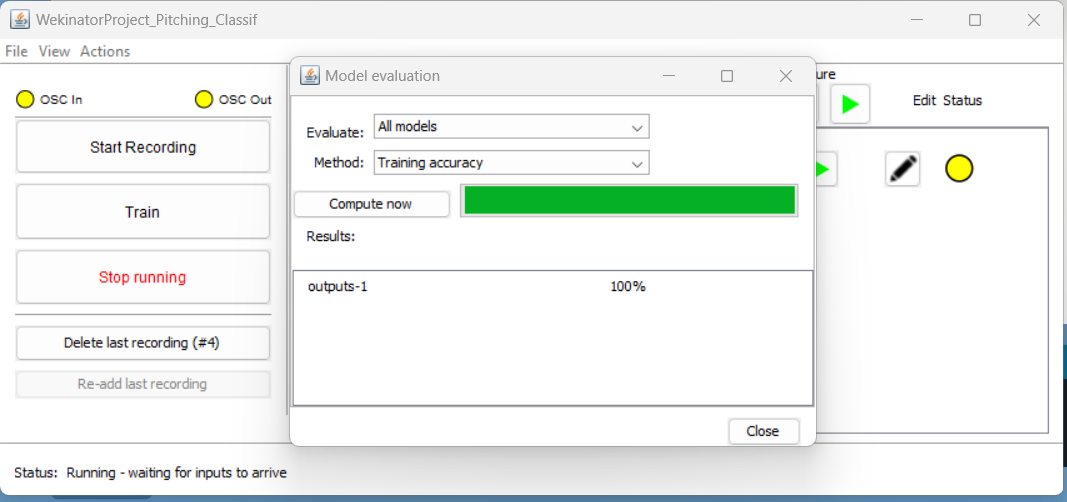 WekinatorProject_Pitching_Classif
File View Actions
OSC In OSC Out
Start Recording
Train
Stop running
Delete last recording (#4)
Re-add last recording
Model evaluation
Evaluate: All models
Method: Training accuracy
Compute now
Results:
outputs-1 100%
Close
ure
Edit Status
Status: Running - waiting for inputs to arrive